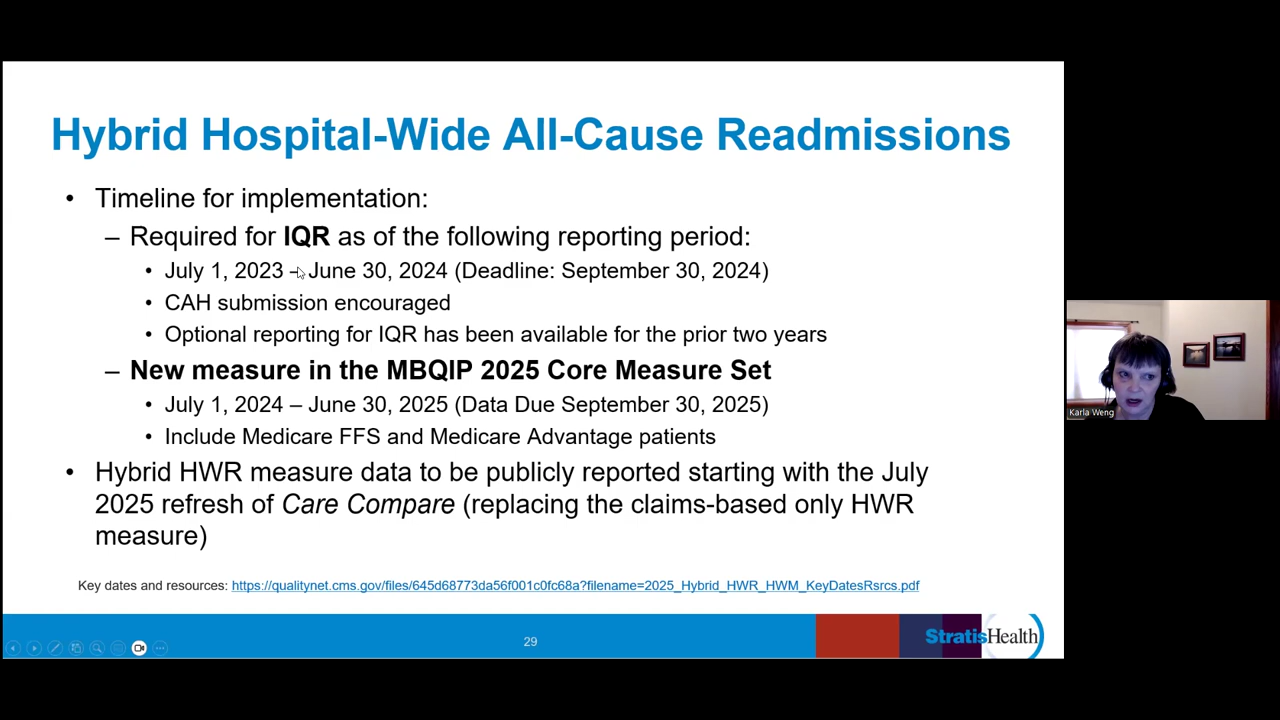 Hybrid Hospital-Wide All-Cause Readmissions
• Timeline for implementation:
– Required for IQR as of the following reporting period:
• July 1, 2023 – June 30, 2024 (Deadline: September 30, 2024)
• CAH submission encouraged
• Optional reporting for IQR has been available for the prior two years
– New measure in the MBQIP 2025 Core Measure Set
• July 1, 2024 – June 30, 2025 (Data Due September 30, 2025)
• Include Medicare FFS and Medicare Advantage patients
• Hybrid HWR measure data to be publicly reported starting with the July
2025 refresh of Care Compare (replacing the claims-based only HWR
measure)
Key dates and resources: https://qualitynet.cms.gov/files/645d68773da56f001c0fc68a?filename=2025_Hybrid_HWR_HWM_KeyDatesRsrcs.pdf
29
StratisHealth
Karla Weng